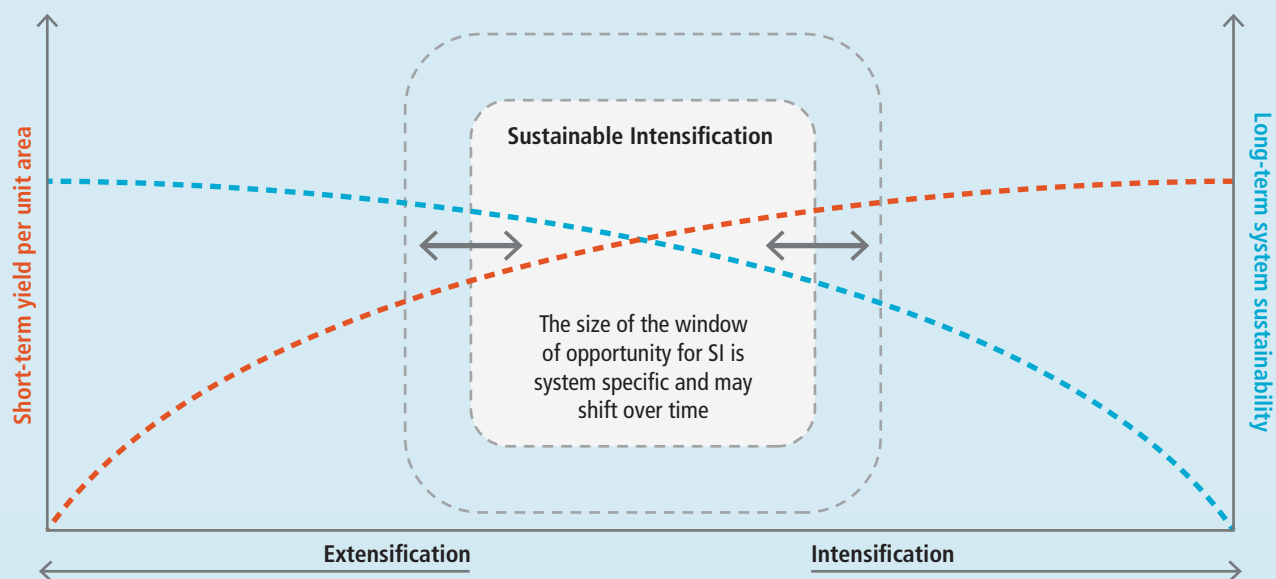 Short-term yield per unit area
Sustainable Intensification
The size of the window
of opportunity for SI is
system specific and may
shift over time
Long-term system sustainability
Extensification
Intensification